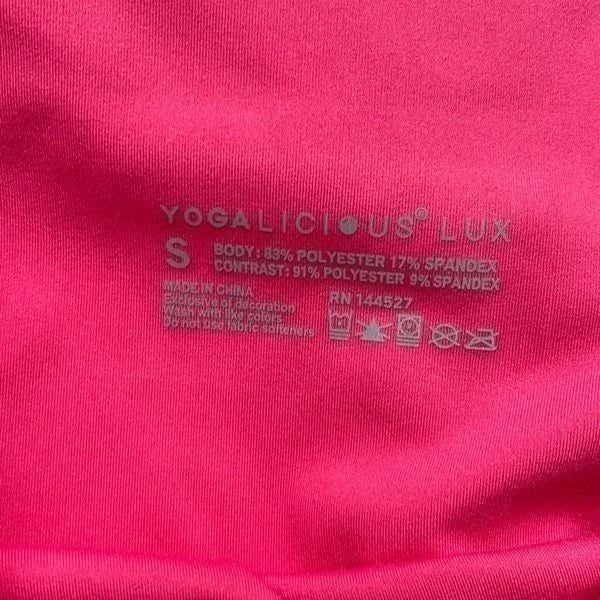 YOGALICIOUS® LUX
S
BODY: 83% POLYESTER 17% SPANDEX
CONTRAST: 91% POLYESTER 9% SPANDEX
MADE IN CHINA
Exclusive of decoration
Wash with like colors
Do not use fabric softeners
RN 144527